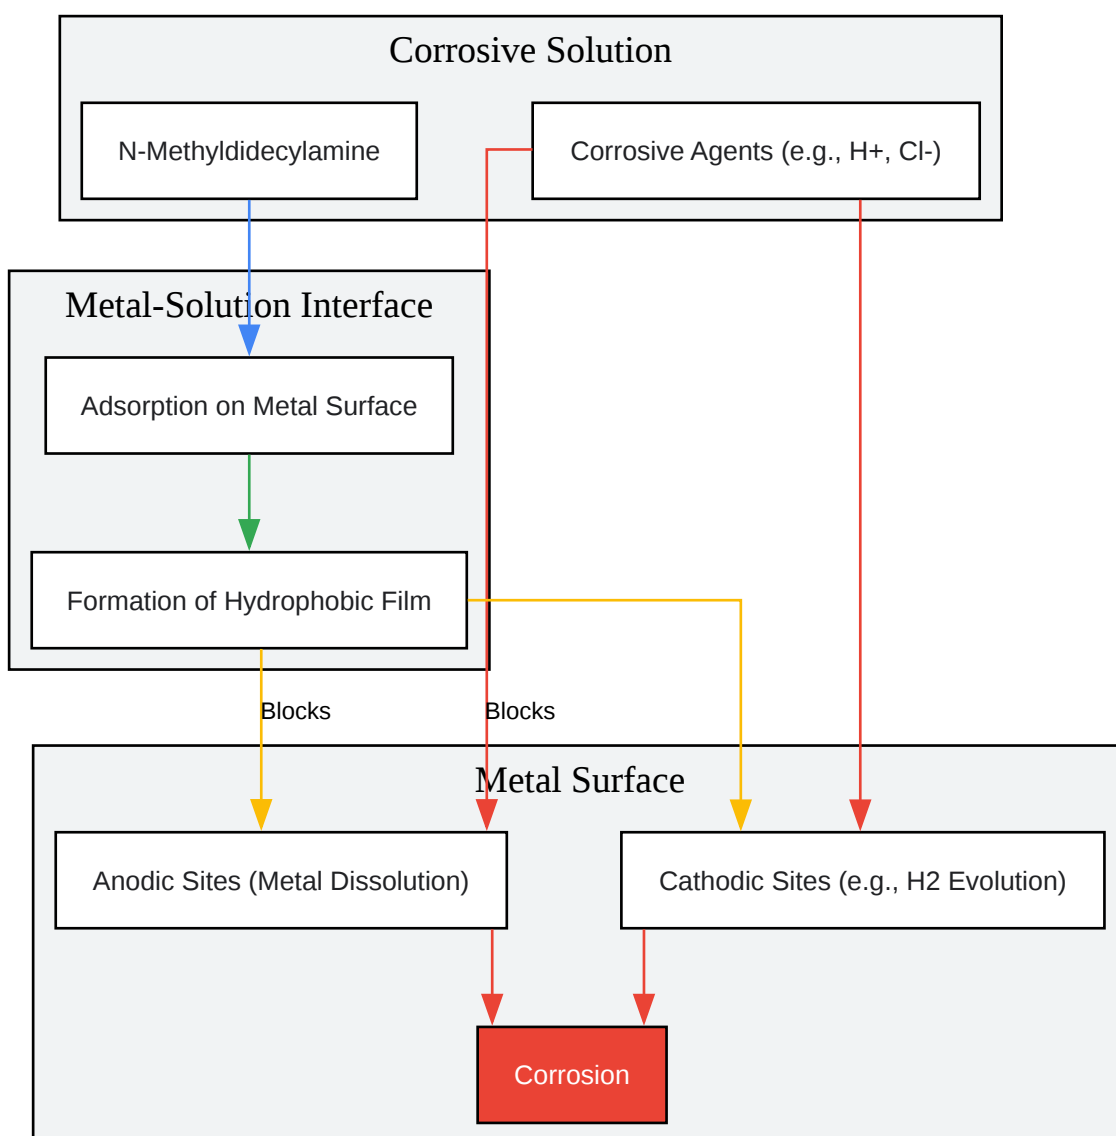 Corrosive Solution
N-Methyldidecylamine
Corrosive Agents (e.g., H+, Cl-)
Metal-Solution Interface
Adsorption on Metal Surface
Formation of Hydrophobic Film
Blocks
Blocks
Metal Surface
Anodic Sites (Metal Dissolution)
Cathodic Sites (e.g., H2 Evolution)
Corrosion